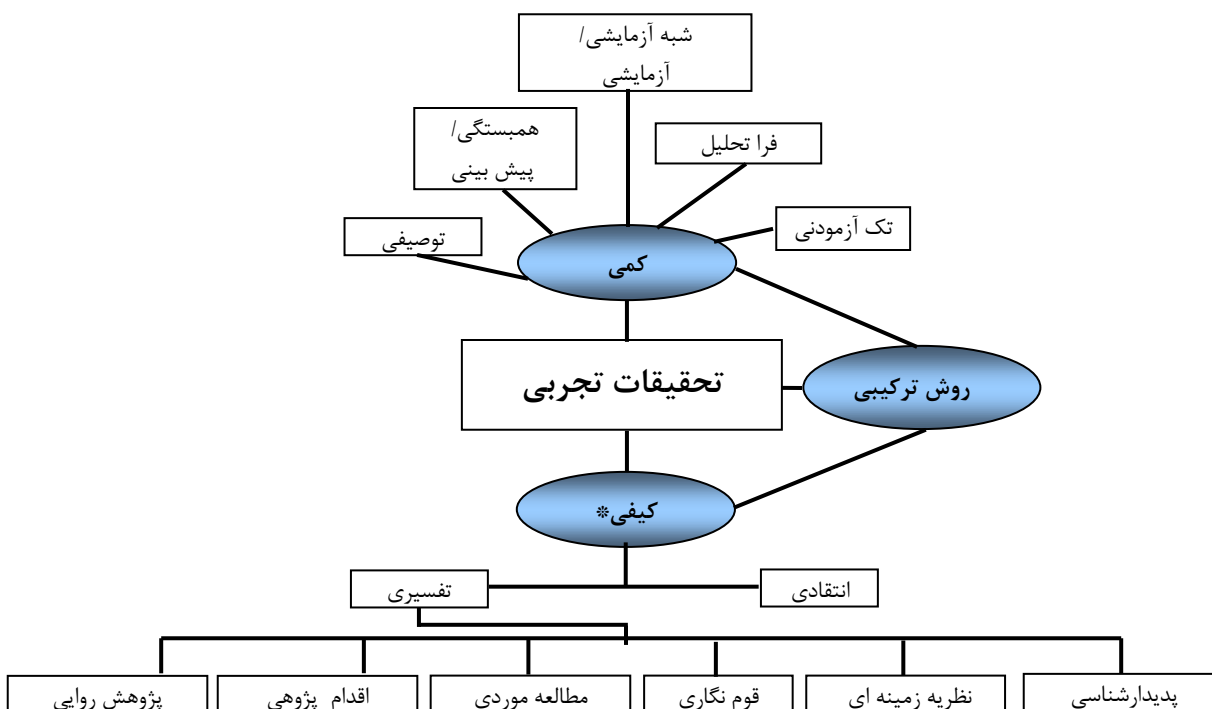 شبه آزمایشی/
آزمایشی
همبستگی/
پیش بینی
فرا تحلیل
تک آزمودنی
توصیفی
کمی
تحقیقات تجربی
روش ترکیبی
کیفی*
انتقادی
تفسیری
پدیدارشناسی
نظریه زمینه ای
قوم نگاری
مطالعه موردی
اقدام پژوهی
پژوهش روایی